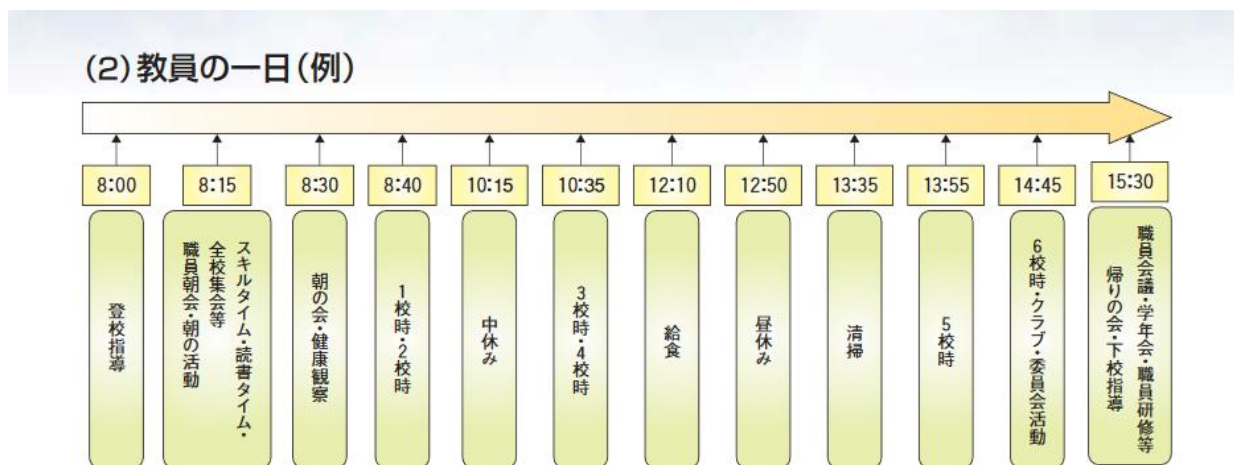 (2)教員の一日(例)
8:00
登校指導
8:15
スキルタイム・読書タイム・
全校集会等
職員朝会・朝の活動
8:30
朝の会・健康観察
8:40
1校時・2校時
10:15
中休み
10:35
3校時・4校時
12:10
給食
12:50
昼休み
13:35
清掃
13:55
5校時
14:45
6校時・クラブ・委員会活動
15:30
職員会議・学年会・職員研修等
帰りの会・下校指導